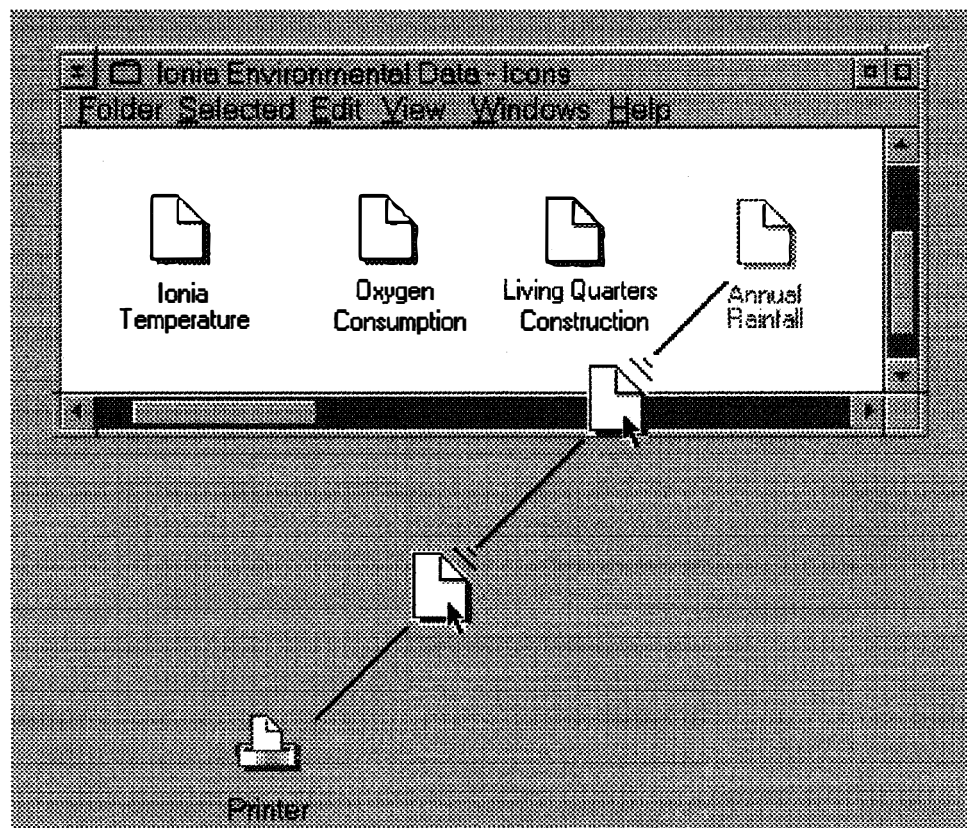 Ionia Environmental Data - Icons
Folder Selected Edit View Windows Help
Ionia
Temperature
Oxygen
Consumption
Living Quarters
Construction
Annual
Rainfall
Printer